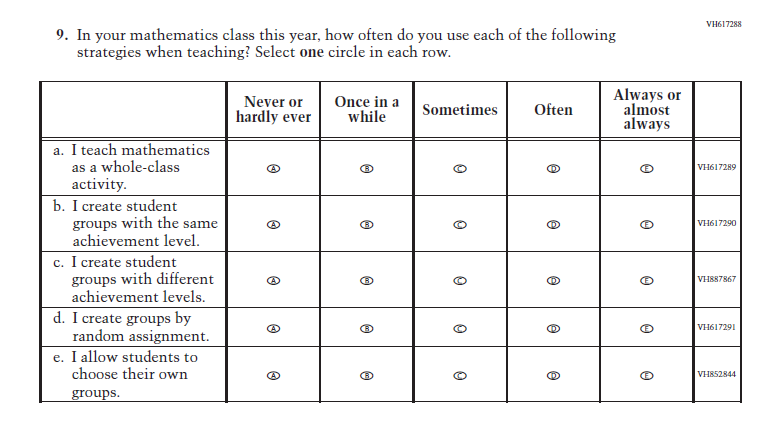 VH617288
9. In your mathematics class this year, how often do you use each of the following
strategies when teaching? Select one circle in each row.
Never or
hardly ever
Once in a
while
Sometimes
Often
Always or
almost
always
a. I teach mathematics
as a whole-class
activity.
A B C D E VH617289
b. I create student
groups with the same
achievement level.
A B C D E VH617290
c. I create student
groups with different
achievement levels.
A B C D E VH887867
d. I create groups by
random assignment.
A B C D E VH617291
e. I allow students to
choose their own
groups.
A B C D E VH852844